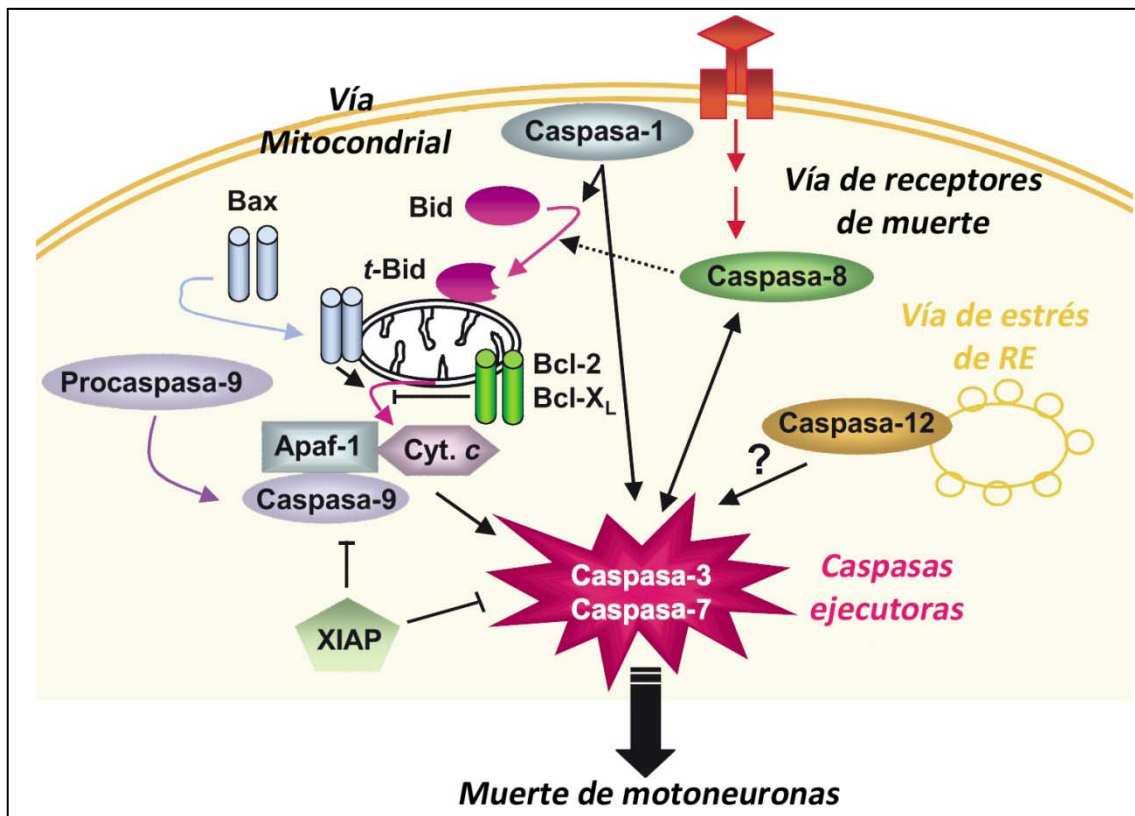 Vía
Mitocondrial
Caspasa-1
Vía de receptores
de muerte
Bax
Bid
t-Bid
Caspasa-8
Vía de estrés
de RE
Procaspasa-9
Bcl-2
Bcl-XL
Caspasa-12
?
Apaf-1
Cyt. c
Caspasa-9
Caspasa-3
Caspasa-7
Caspasas
ejecutoras
XIAP
Muerte de motoneuronas